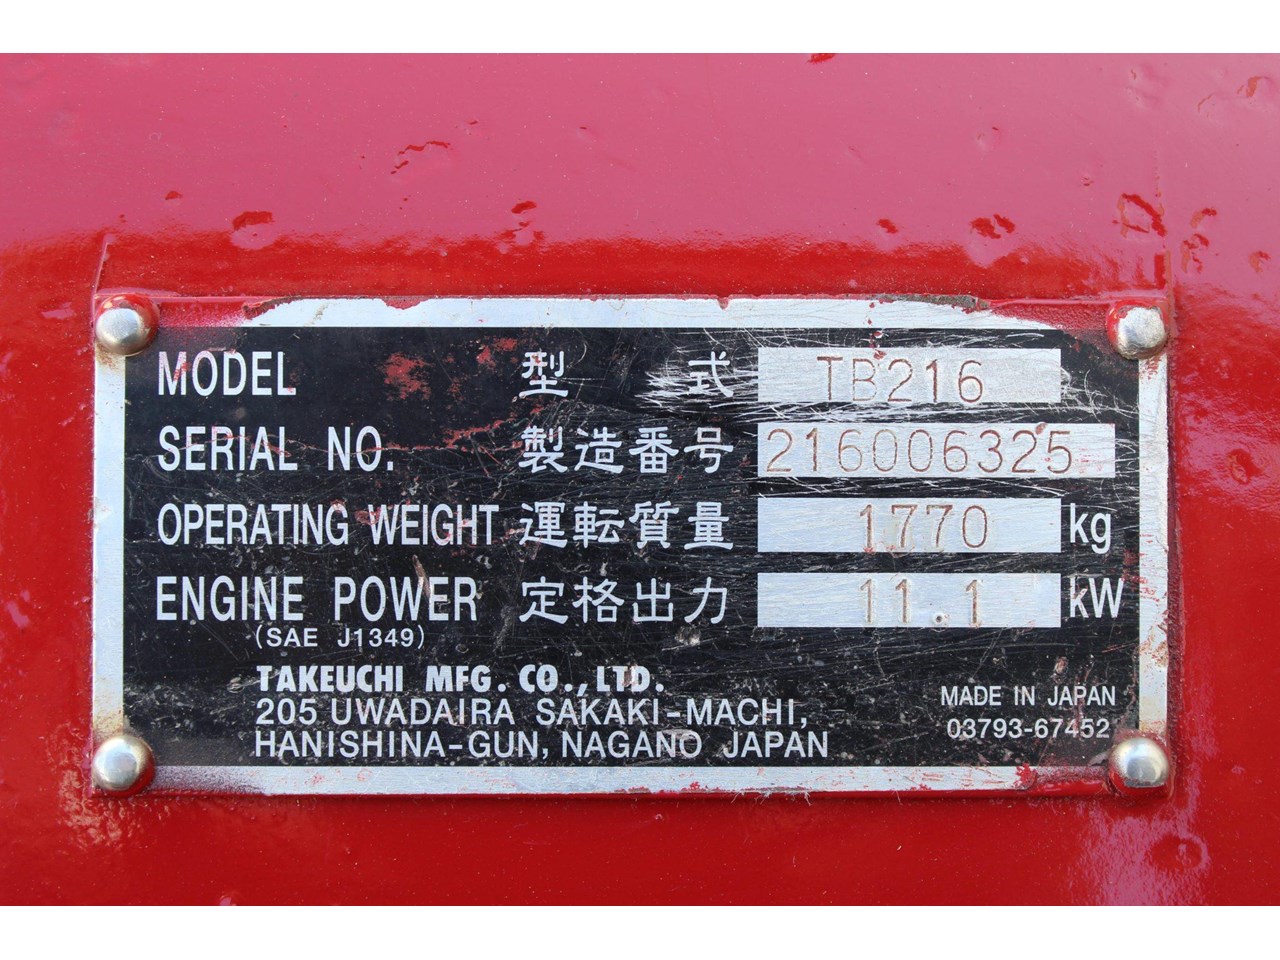 MODEL 型式 TB216
SERIAL NO. 製造番号 216006325
OPERATING WEIGHT 運転質量 1770 kg
ENGINE POWER 定格出力 11.1 kW
(SAE J1349)
TAKEUCHI MFG. CO., LTD.
205 UWADAIRA SAKAKI-MACHI,
HANISHINA-GUN, NAGANO JAPAN
MADE IN JAPAN
03793-67452